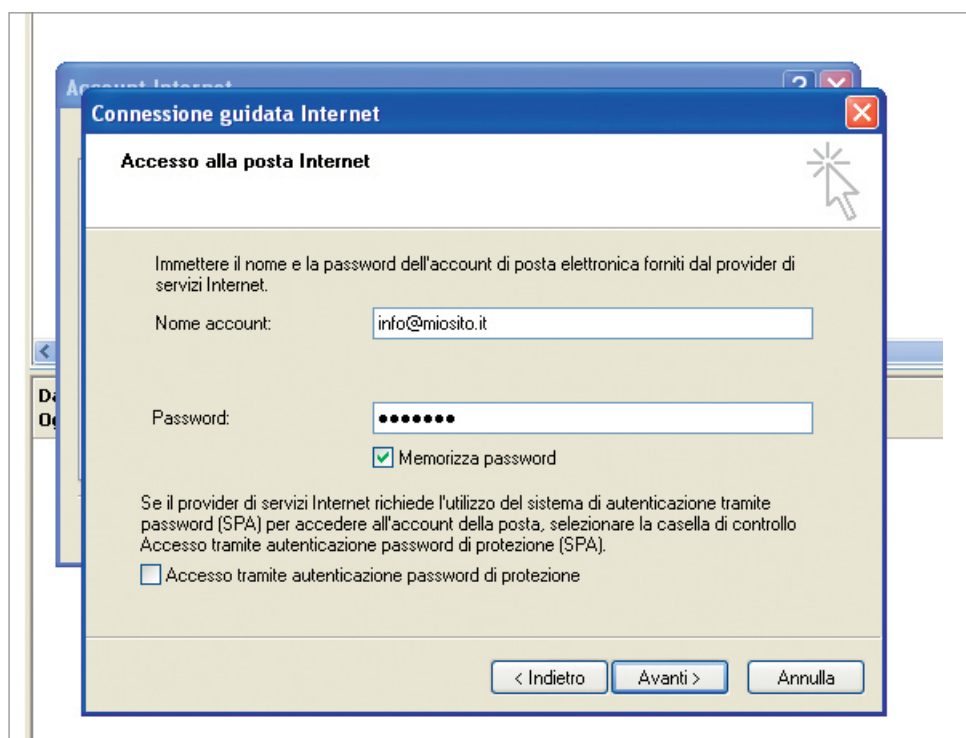 Account Internet
Connessione guidata Internet
Accesso alla posta Internet
Immettere il nome e la password dell'account di posta elettronica forniti dal provider di
servizi Internet.
Nome account: info@miosito.it
Password: •••••••
Memorizza password
Se il provider di servizi Internet richiede l'utilizzo del sistema di autenticazione tramite
password (SPA) per accedere all'account della posta, selezionare la casella di controllo
Accesso tramite autenticazione password di protezione (SPA).
Accesso tramite autenticazione password di protezione
< Indietro Avanti > Annulla